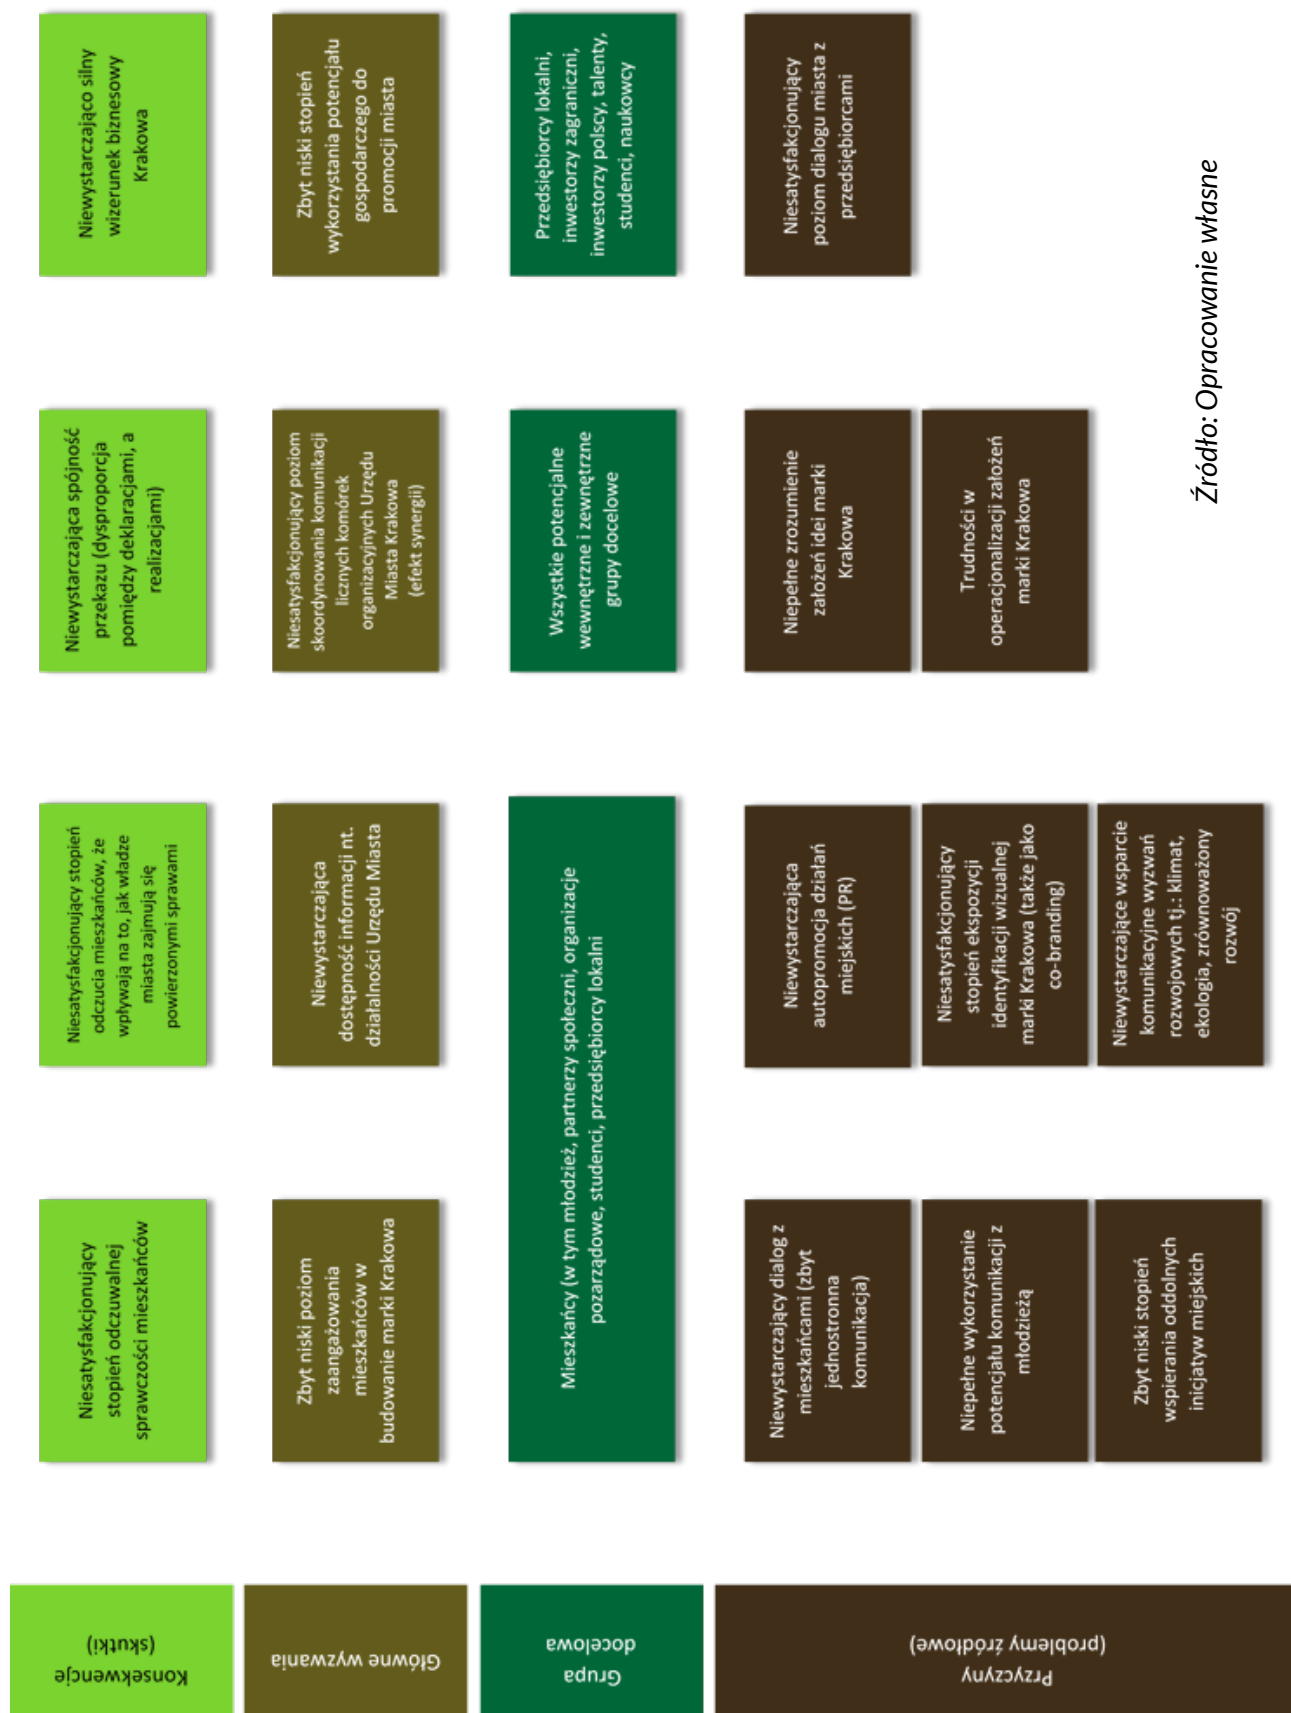 Konsekwencje
(skutki)
Niesatysfakcjonujący
stopień odczuwalnej
sprawczości mieszkańców
Niesatysfakcjonujący stopień
odczucia mieszkańców, że
wpływają na to, jak władze
miasta zajmują się
powierzonymi sprawami
Niewystarczająca spójność
przekazu (dysproporcja
pomiędzy deklaracjami, a
realizacjami)
Niewystarczająco silny
wizerunek biznesowy
Krakowa
Główne wyzwania
Zbyt niski poziom
zaangażowania
mieszkańców w
budowanie marki Krakowa
Niewystarczająca
dostępność informacji nt.
działalności Urzędu Miasta
Niesatysfakcjonujący poziom
skoordynowania komunikacji
licznych komórek
organizacyjnych Urzędu
Miasta Krakowa
(efekt synergii)
Zbyt niski stopień
wykorzystania potencjału
gospodarczego do
promocji miasta
Grupa
docelowa
Mieszkańcy (w tym młodzież, partnerzy społeczni, organizacje
pozarządowe, studenci, przedsiębiorcy lokalni
Wszystkie potencjalne
wewnętrzne i zewnętrzne
grupy docelowe
Przedsiębiorcy lokalni,
inwestorzy zagraniczni,
inwestorzy polscy, talenty,
studenci, naukowcy
Przyczyny
(problemy źródłowe)
Niewystarczający dialog z
mieszkańcami (zbyt
jednostronna
komunikacja)
Niewystarczająca
autopromocja działań
miejskich (PR)
Niepełne zrozumienie
założeń idei marki
Krakowa
Niesatysfakcjonujący
poziom dialogu miasta z
przedsiębiorcami
Niepełne wykorzystanie
potencjału komunikacji z
młodzieżą
Niesatysfakcjonujący
stopień ekspozycji
identyfikacji wizualnej
marki Krakowa (także jako
co-branding)
Trudności w
operacjonalizacji założeń
marki Krakowa
Zbyt niski stopień
wspierania oddolnych
inicjatyw miejskich
Niewystarczające wsparcie
komunikacyjne wyzwań
rozwojowych tj.: klimat,
ekologia, zrównoważony
rozwój
Źródło: Opracowanie własne